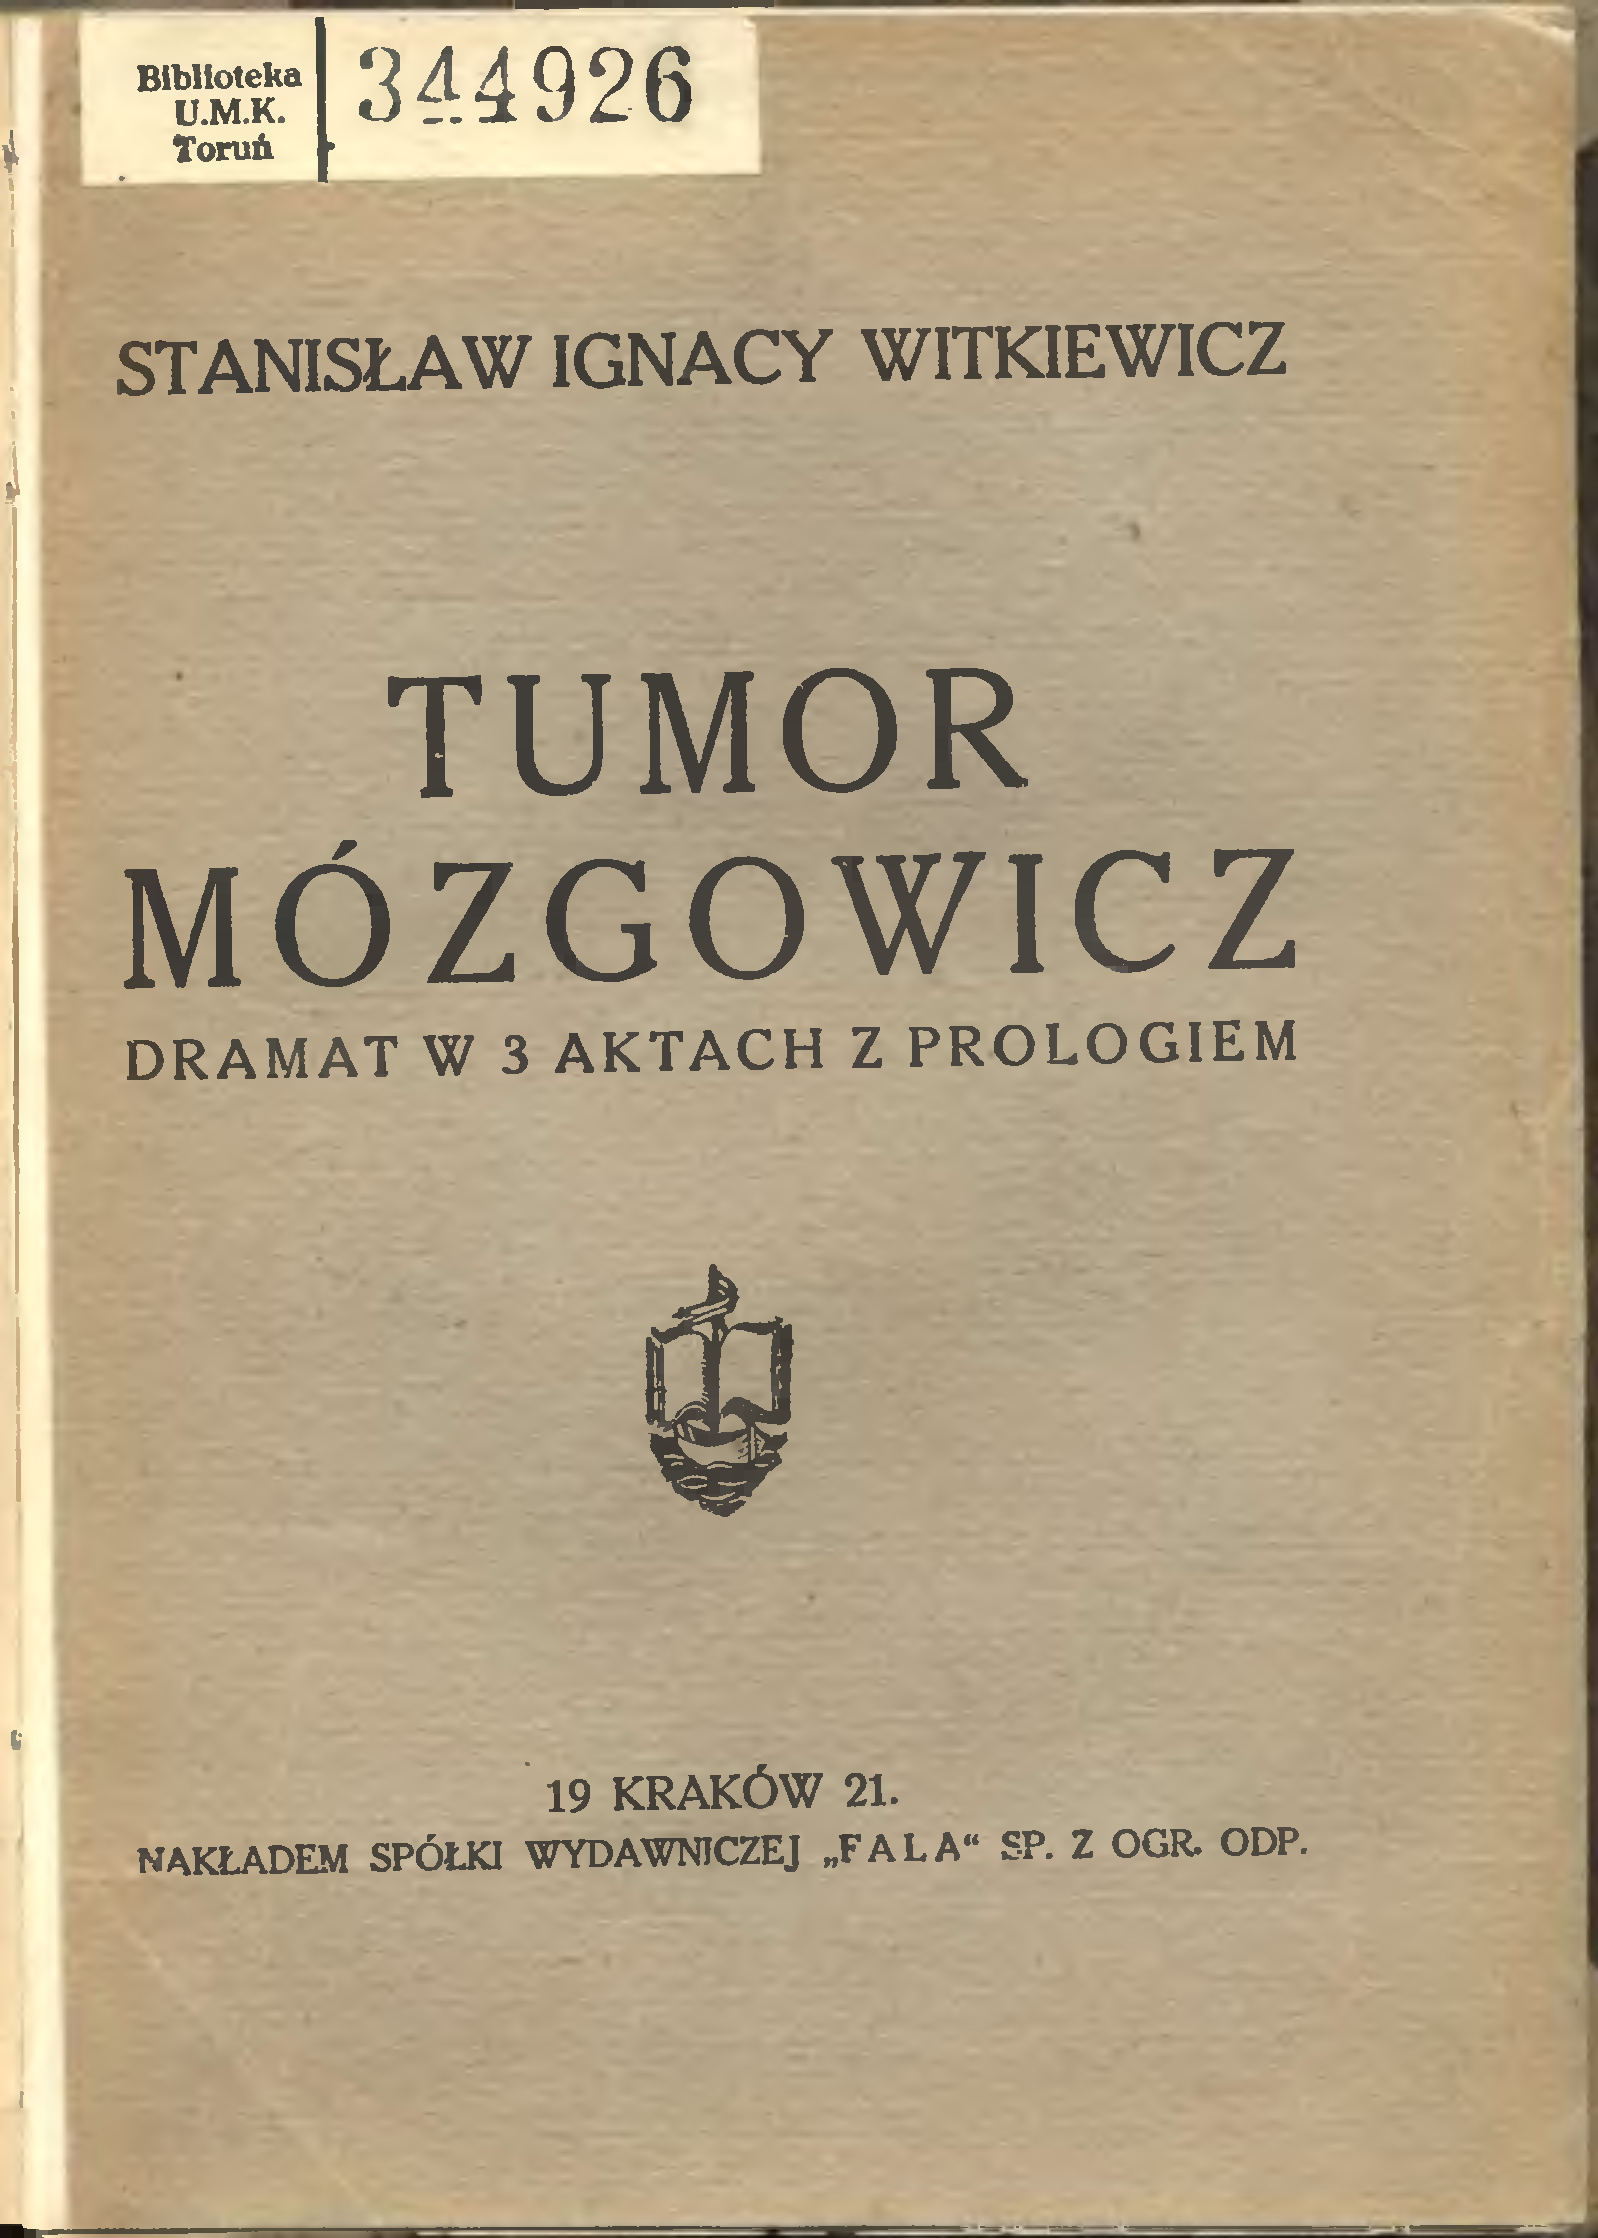 Biblioteka
U.M.K.
Toruń
344926
STANISŁAW IGNACY WITKIEWICZ
TUMOR
MÓZGOWICZ
DRAMAT W 3 AKTACH Z PROLOGIEM
19 KRAKÓW 21.
NAKŁADEM SPÓŁKI WYDAWNICZEJ „FALA“ SP. Z OGR. ODP.